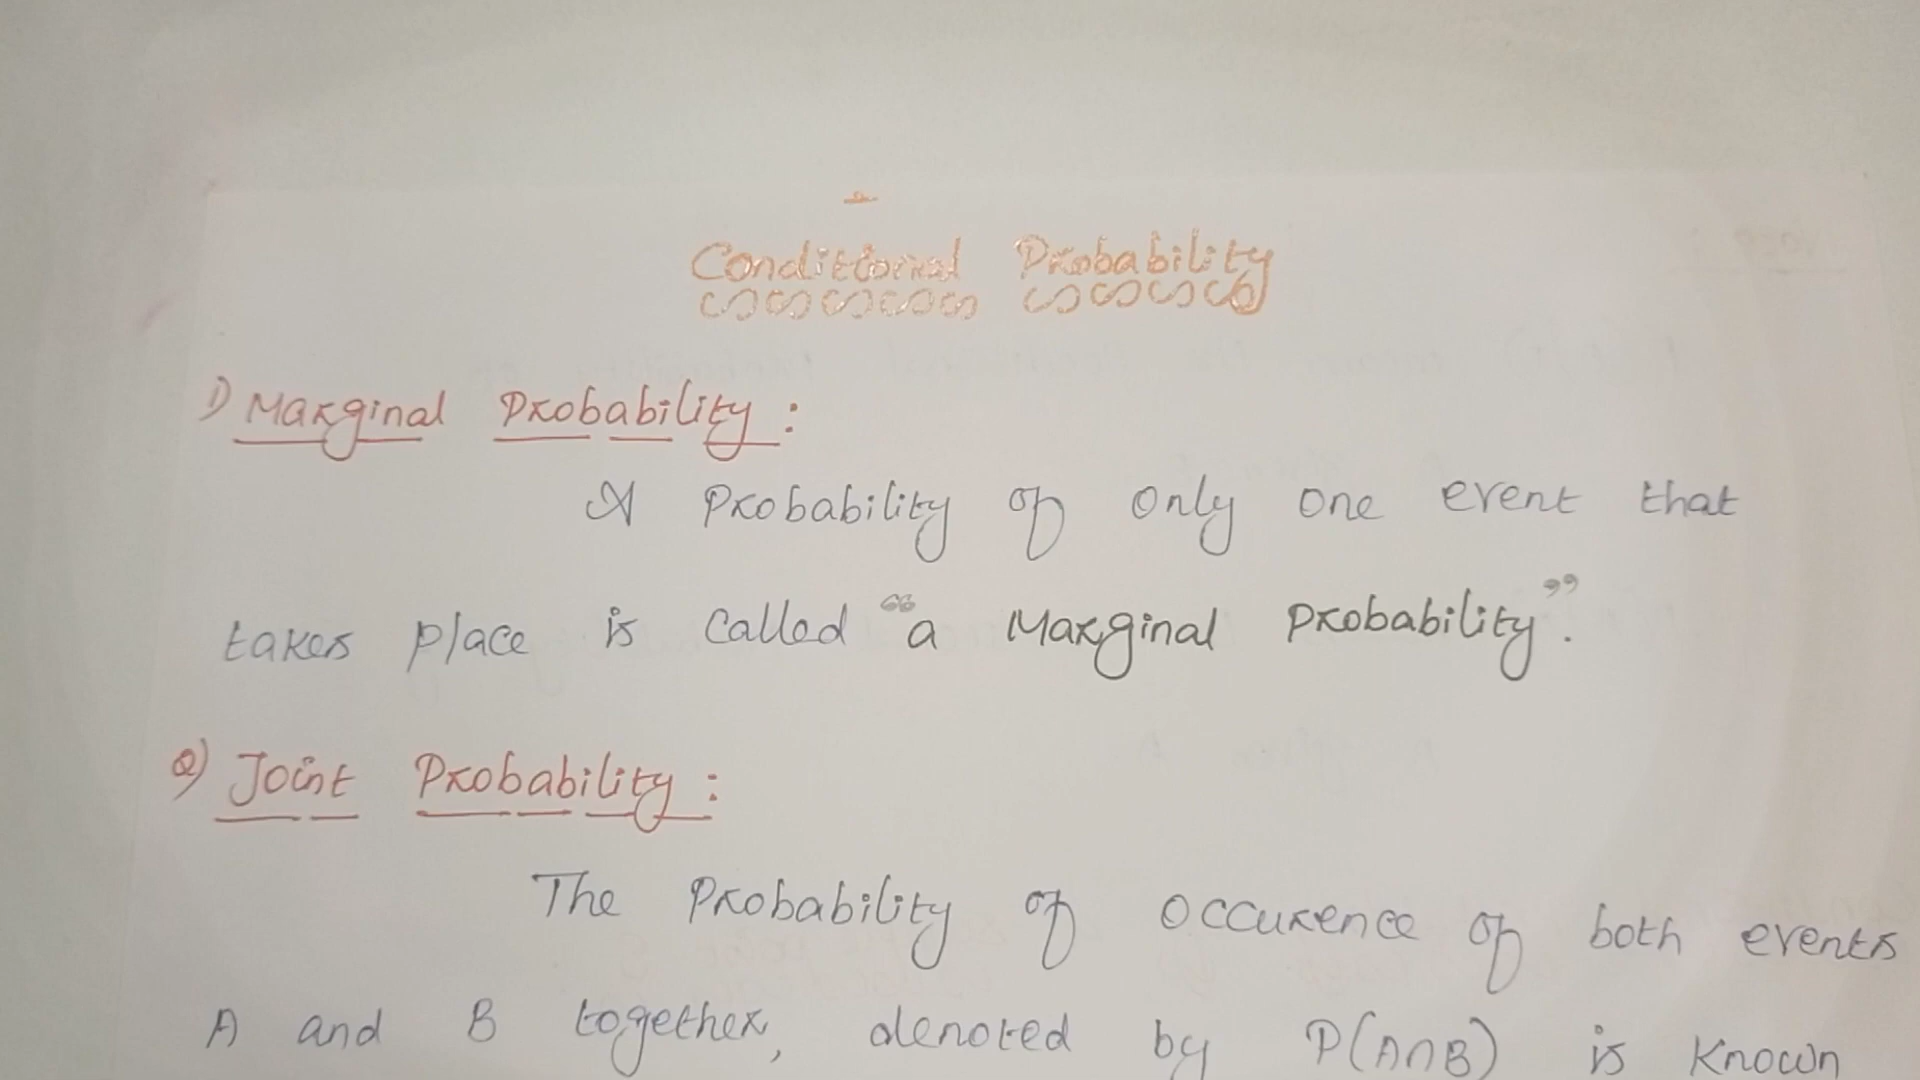 Conditional Probability
1) Marginal Probability :
A Probability of only one event that
takes place is called “a Marginal Probability”.
2) Joint Probability :
The Probability of occurence of both events
A and B together, denoted by P(A∩B) is known